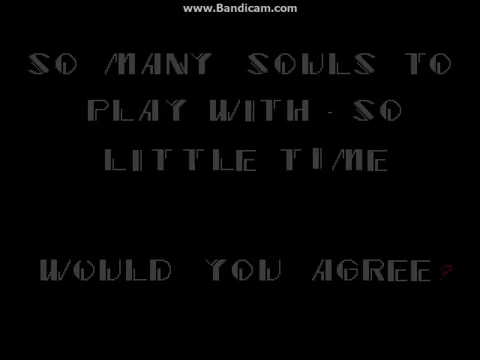 www.Bandicam.com
SO MANY SOULS TO
PLAY WITH - SO
LITTLE TIME
WOULD YOU AGREE?